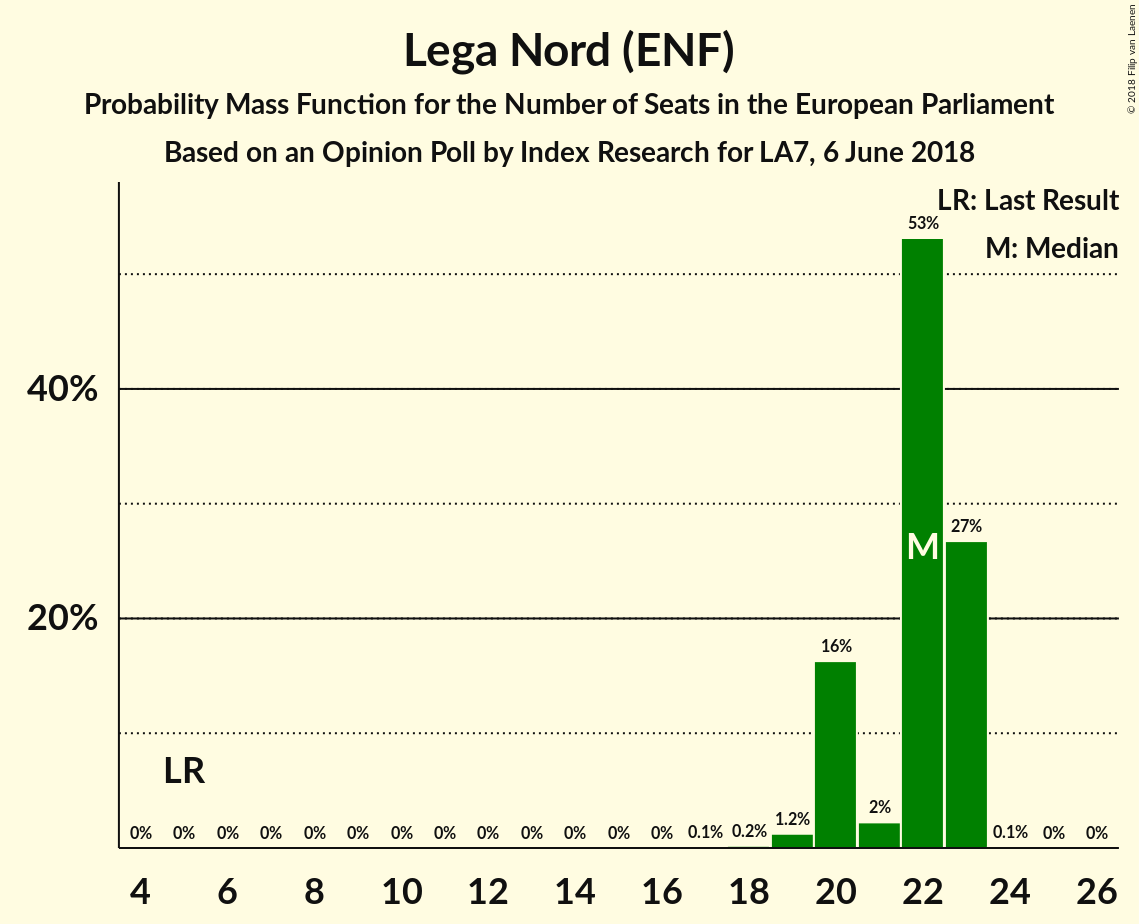 Lega Nord (ENF)
Probability Mass Function for the Number of Seats in the European Parliament
Based on an Opinion Poll by Index Research for LA7, 6 June 2018
© 2018 Filip van Laenen
LR: Last Result
M: Median
53%
40%
27%
M
20%
16%
LR
0% 0% 0% 0% 0% 0% 0% 0% 0% 0% 0% 0% 0% 0.1% 0.2% 1.2% 2% 0.1% 0% 0%
4 6 8 10 12 14 16 18 20 22 24 26